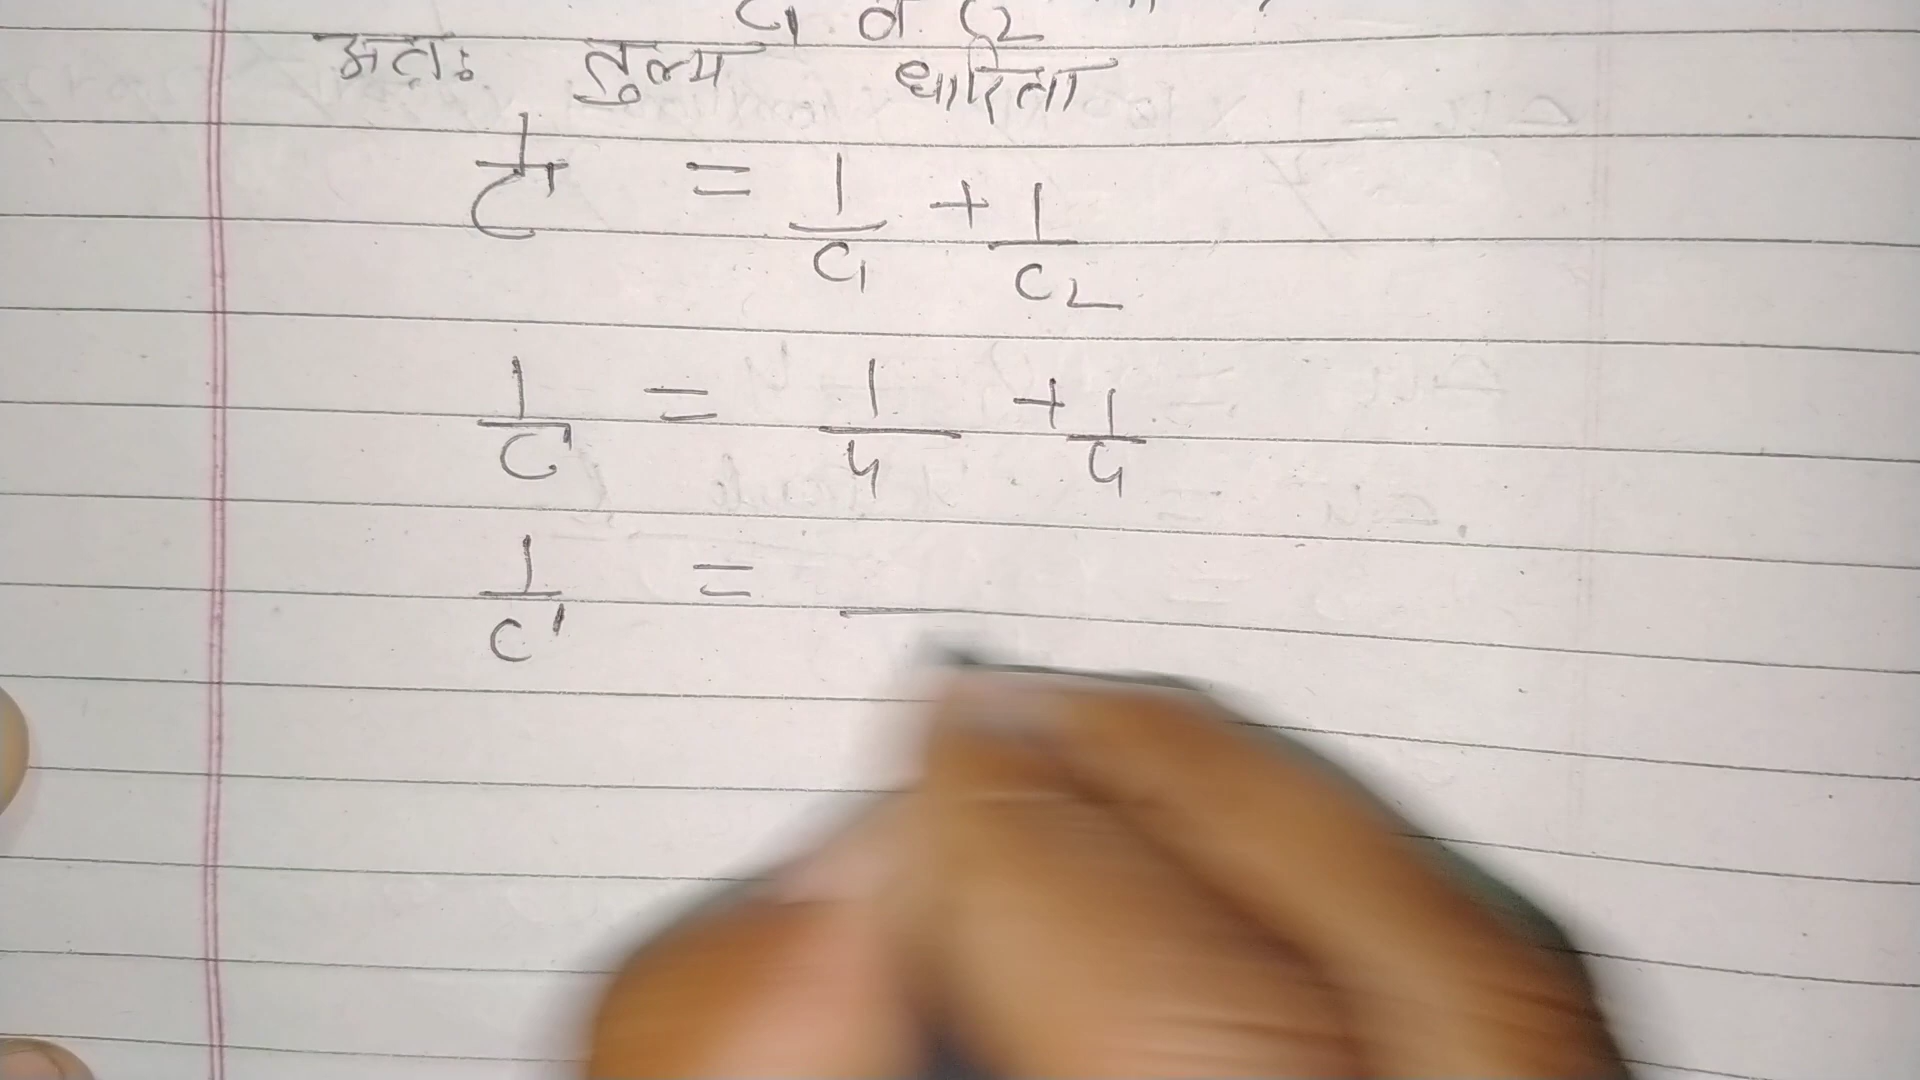 C₁ व C₂
अतः तुल्य धारिता
1/C' = 1/C₁ + 1/C₂
1/C' = 1/4 + 1/4
1/C' =